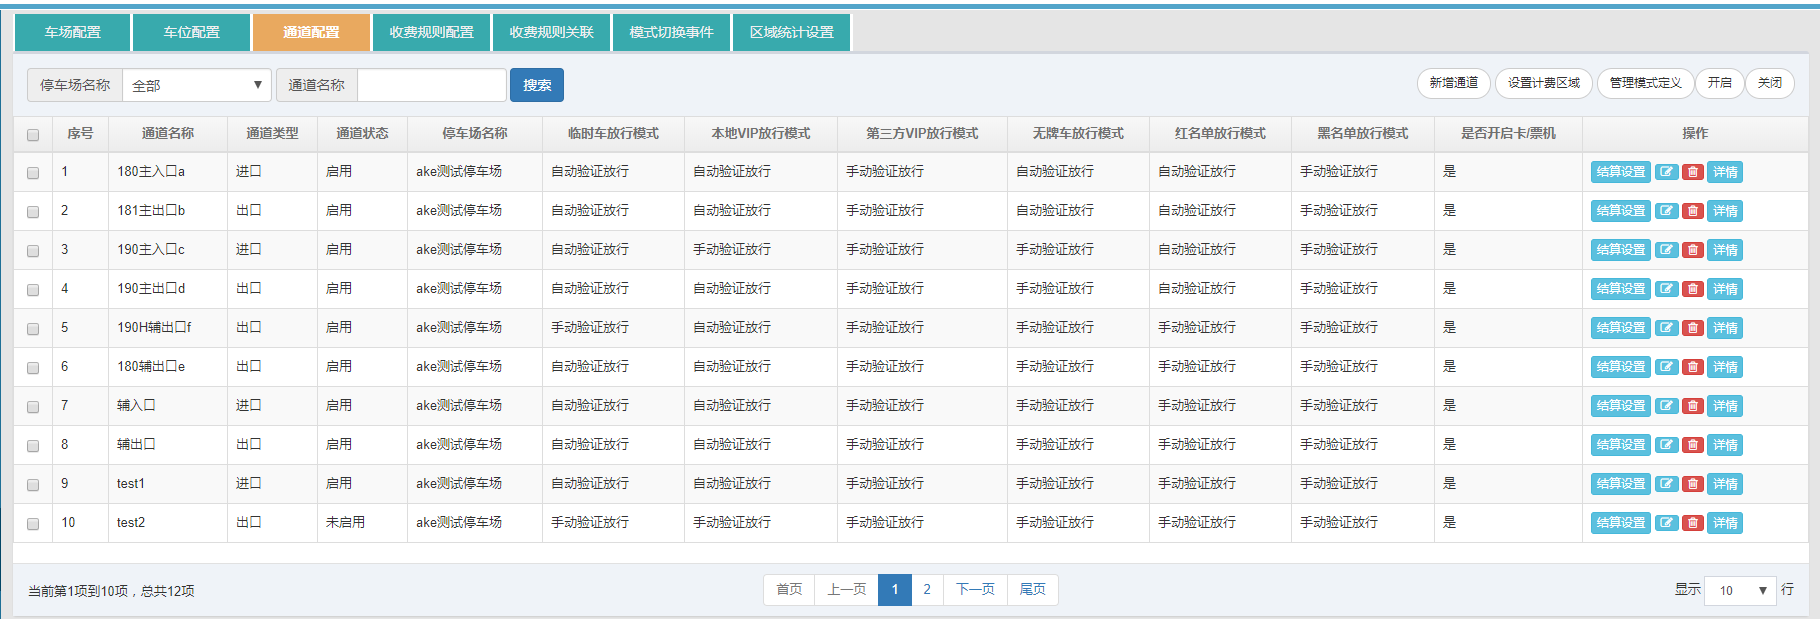 车场配置 车位配置 通道配置 收费规则配置 收费规则关联 模式切换事件 区域统计设置
停车场名称 全部 通道名称 搜索 新增通道 设置计费区域 管理模式定义 开启 关闭
序号 通道名称 通道类型 通道状态 停车场名称 临时车放行模式 本地VIP放行模式 第三方VIP放行模式 无牌车放行模式 红名单放行模式 黑名单放行模式 是否开启卡/票机 操作
1 180主入口a 进口 启用 ake测试停车场 自动验证放行 自动验证放行 手动验证放行 自动验证放行 自动验证放行 手动验证放行 是 结算设置 详情
2 181主出口b 出口 启用 ake测试停车场 自动验证放行 自动验证放行 手动验证放行 自动验证放行 自动验证放行 手动验证放行 是 结算设置 详情
3 190主入口c 进口 启用 ake测试停车场 自动验证放行 手动验证放行 手动验证放行 手动验证放行 自动验证放行 手动验证放行 是 结算设置 详情
4 190主出口d 出口 启用 ake测试停车场 自动验证放行 自动验证放行 手动验证放行 手动验证放行 自动验证放行 手动验证放行 是 结算设置 详情
5 190H辅出口f 出口 启用 ake测试停车场 手动验证放行 自动验证放行 手动验证放行 手动验证放行 手动验证放行 手动验证放行 是 结算设置 详情
6 180辅出口e 出口 启用 ake测试停车场 自动验证放行 自动验证放行 手动验证放行 手动验证放行 手动验证放行 手动验证放行 是 结算设置 详情
7 辅入口 进口 启用 ake测试停车场 自动验证放行 自动验证放行 手动验证放行 手动验证放行 手动验证放行 手动验证放行 是 结算设置 详情
8 辅出口 出口 启用 ake测试停车场 自动验证放行 自动验证放行 手动验证放行 手动验证放行 手动验证放行 手动验证放行 是 结算设置 详情
9 test1 进口 启用 ake测试停车场 自动验证放行 自动验证放行 手动验证放行 手动验证放行 手动验证放行 手动验证放行 是 结算设置 详情
10 test2 出口 未启用 ake测试停车场 手动验证放行 手动验证放行 手动验证放行 手动验证放行 手动验证放行 手动验证放行 是 结算设置 详情
当前第1项到10项，总共12项 首页 上一页 1 2 下一页 尾页 显示 10 行